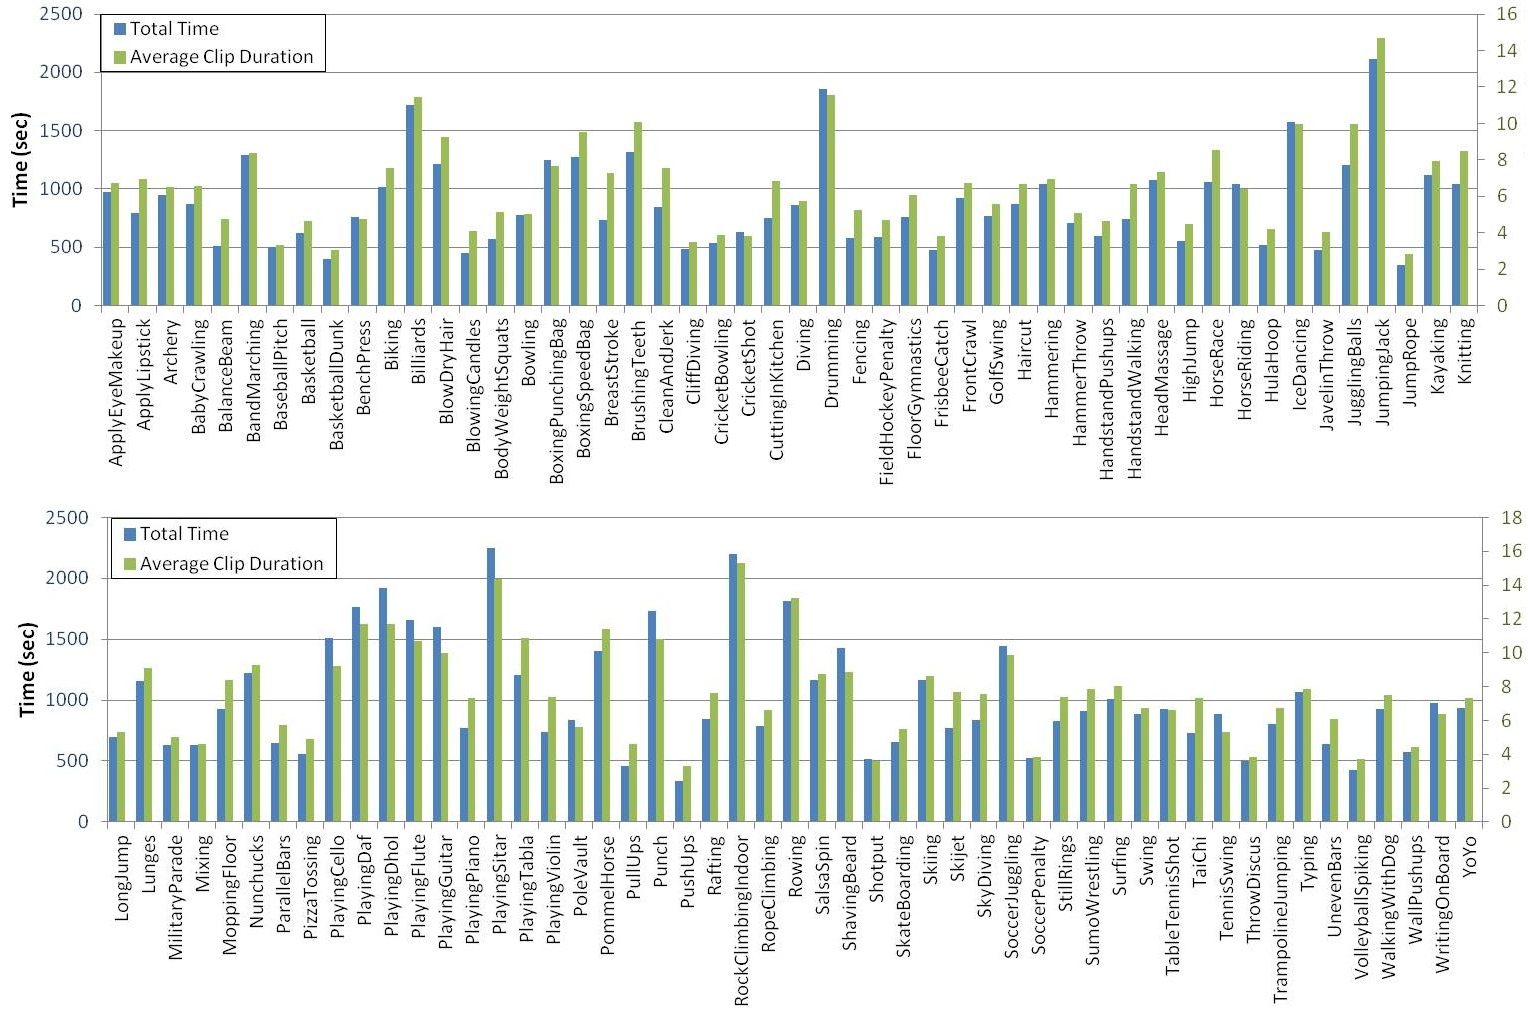 2500
2000
1500
1000
500
0
Time (sec)
Total Time
Average Clip Duration
16
14
12
10
8
6
4
2
0
ApplyEyeMakeup
ApplyLipstick
Archery
BabyCrawling
BalanceBeam
BandMarching
BaseballPitch
Basketball
BasketballDunk
BenchPress
Biking
Billiards
BlowDryHair
BlowingCandles
BodyWeightSquats
Bowling
BoxingPunchingBag
BoxingSpeedBag
BreastStroke
BrushingTeeth
CleanAndJerk
CliffDiving
CricketBowling
CricketShot
CuttingInKitchen
Diving
Drumming
Fencing
FieldHockeyPenalty
FloorGymnastics
FrisbeeCatch
FrontCrawl
GolfSwing
Haircut
Hammering
HammerThrow
HandstandPushups
HandstandWalking
HeadMassage
HighJump
HorseRace
HorseRiding
HulaHoop
IceDancing
JavelinThrow
JugglingBalls
JumpingJack
JumpRope
Kayaking
Knitting
2500
2000
1500
1000
500
0
Time (sec)
Total Time
Average Clip Duration
18
16
14
12
10
8
6
4
2
0
LongJump
Lunges
MilitaryParade
Mixing
MoppingFloor
Nunchucks
ParalleBars
PizzaTossing
PlayingCello
PlayingDaf
PlayingDhol
PlayingFlute
PlayingGuitar
PlayingPiano
PlayingSitar
PlayingTabla
PlayingViolin
PoleVault
PommelHorse
PullUps
Punch
PushUps
Rafting
RockClimbingIndoor
RopeClimbing
Rowing
SalsaSpin
ShavingBeard
Shotput
SkateBoarding
Skiing
Skijet
SkyDiving
SoccerJuggling
SoccerPenalty
StillRings
SumoWrestling
Surfing
Swing
TableTennisShot
TaiChi
TennisSwing
ThrowDiscus
TrampolineJumping
Typing
UnevenBars
VolleyballSpiking
WalkingWithDog
WallPushups
WritingOnBoard
YoYo